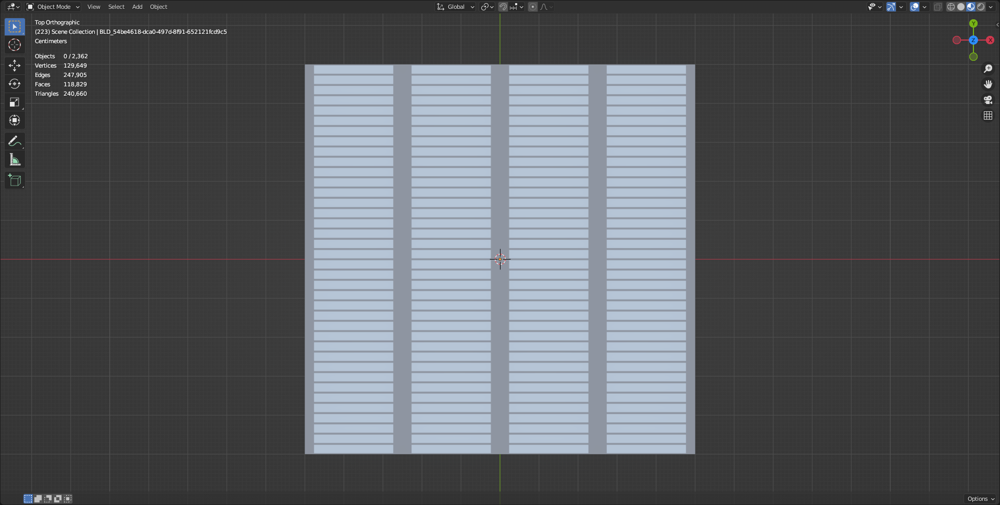 Object Mode View Select Add Object Global
Top Orthographic
(223) Scene Collection | BLD_54be4618-dca0-497d-8f91-652121fcd9c5
Centimeters
Objects 0 / 2,362
Vertices 129,649
Edges 247,905
Faces 118,829
Triangles 240,660
Y
Z X
Options